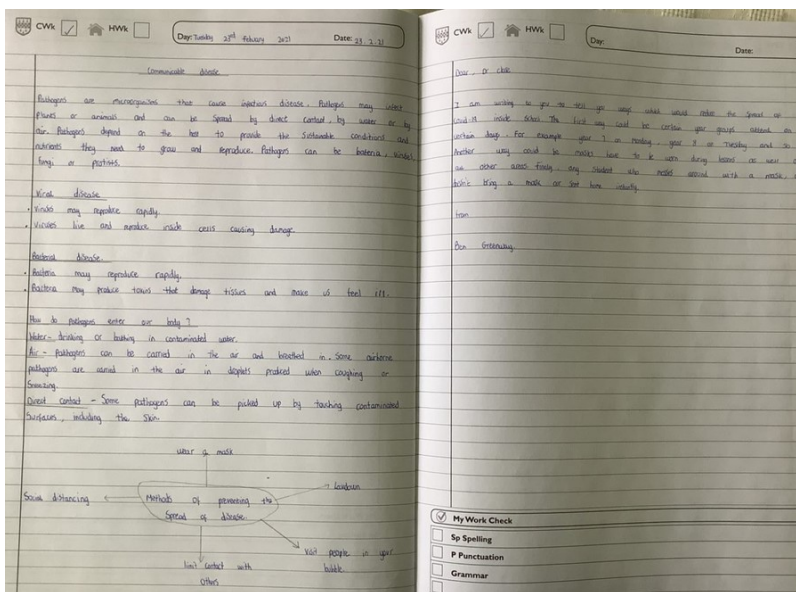 CWk HWk
Day: Tuesday 23rd February 2021 Date: 23.2.21
Communicable disease
Pathogens are microorganisms that cause infectious disease. Pathogens may infect
plants or animals and can be spread by direct contact, by water or by
air. Pathogens depend on the host to provide the Sustainable conditions and
nutrients they need to grow and reproduce. Pathogens can be bacteria, viruses,
fungi, or protists.
Viral disease
• Viruses may reproduce rapidly.
• Viruses live and reproduce inside cells causing damage.
Bacterial disease.
• Bacteria may reproduce rapidly.
• Bacteria may produce toxins that damage tissues and make us feel ill.
How do pathogens enter our body?
Water - drinking or bathing in contaminated water.
Air - Pathogens can be carried in the air and breathed in. Some airborne
pathogens are carried in the air in droplets produced when coughing or
Sneezing.
Direct contact - Some pathogens can be picked up by touching contaminated
Surfaces, including the Skin.
wear a mask
Lockdown
Social distancing
Methods of preventing the
Spread of disease.
visit people in your
bubble
limit contact with
others
CWk HWk
Day: Date:
Dear, Dr
I am writing to you to tell you ways which would reduce the spread of
Covid-19 inside school. The first way could be certain year groups attend on
certain days. For example year 7 on Monday, year 8 on Tuesday and so
Another way could be masks have to be worn during lessons as well as
other areas finally, any student who
bring a mask home
from
Ben Greenway.
My Work Check
Sp Spelling
P Punctuation
Grammar